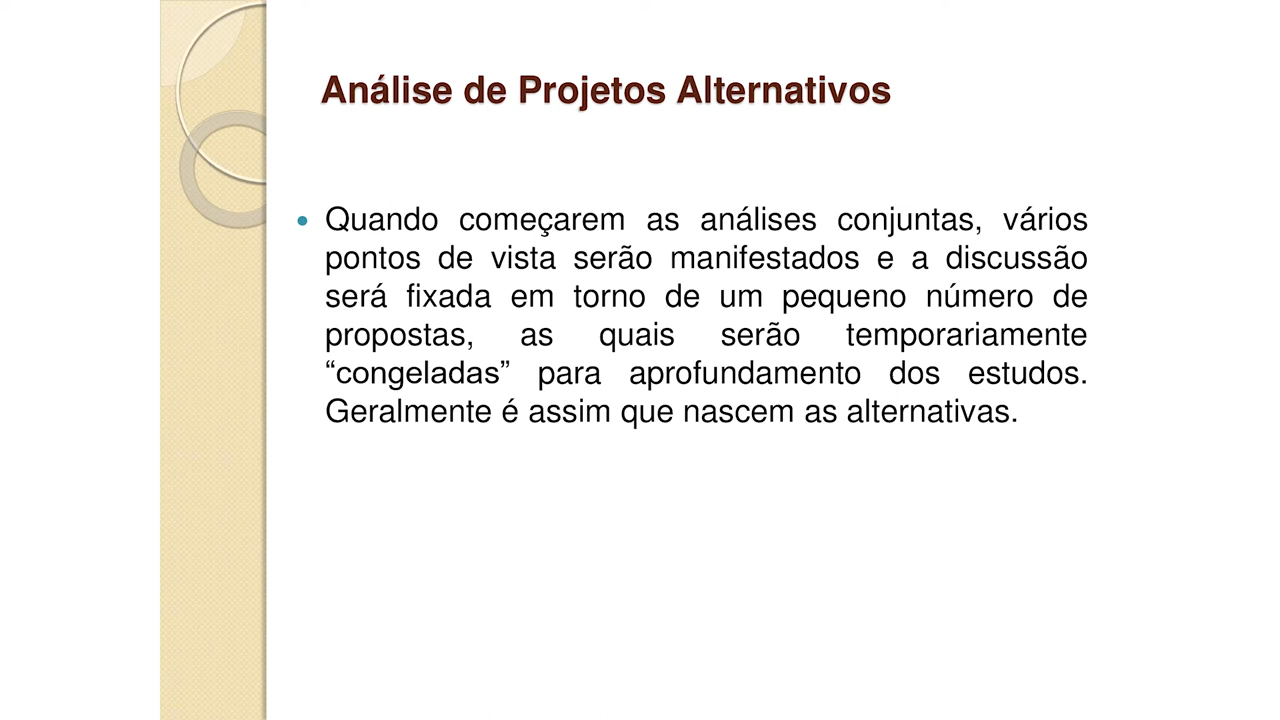 Análise de Projetos Alternativos
• Quando começarem as análises conjuntas, vários
pontos de vista serão manifestados e a discussão
será fixada em torno de um pequeno número de
propostas, as quais serão temporariamente
“congeladas” para aprofundamento dos estudos.
Geralmente é assim que nascem as alternativas.